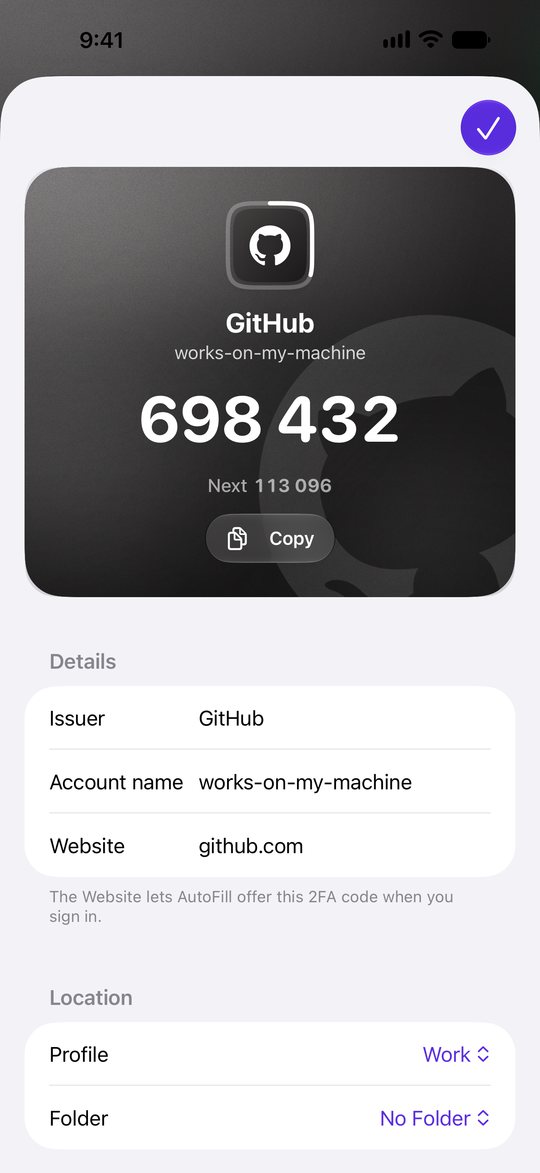 9:41
GitHub
works-on-my-machine
698 432
Next 113 096
Copy
Details
Issuer GitHub
Account name works-on-my-machine
Website github.com
The Website lets AutoFill offer this 2FA code when you
sign in.
Location
Profile Work
Folder No Folder